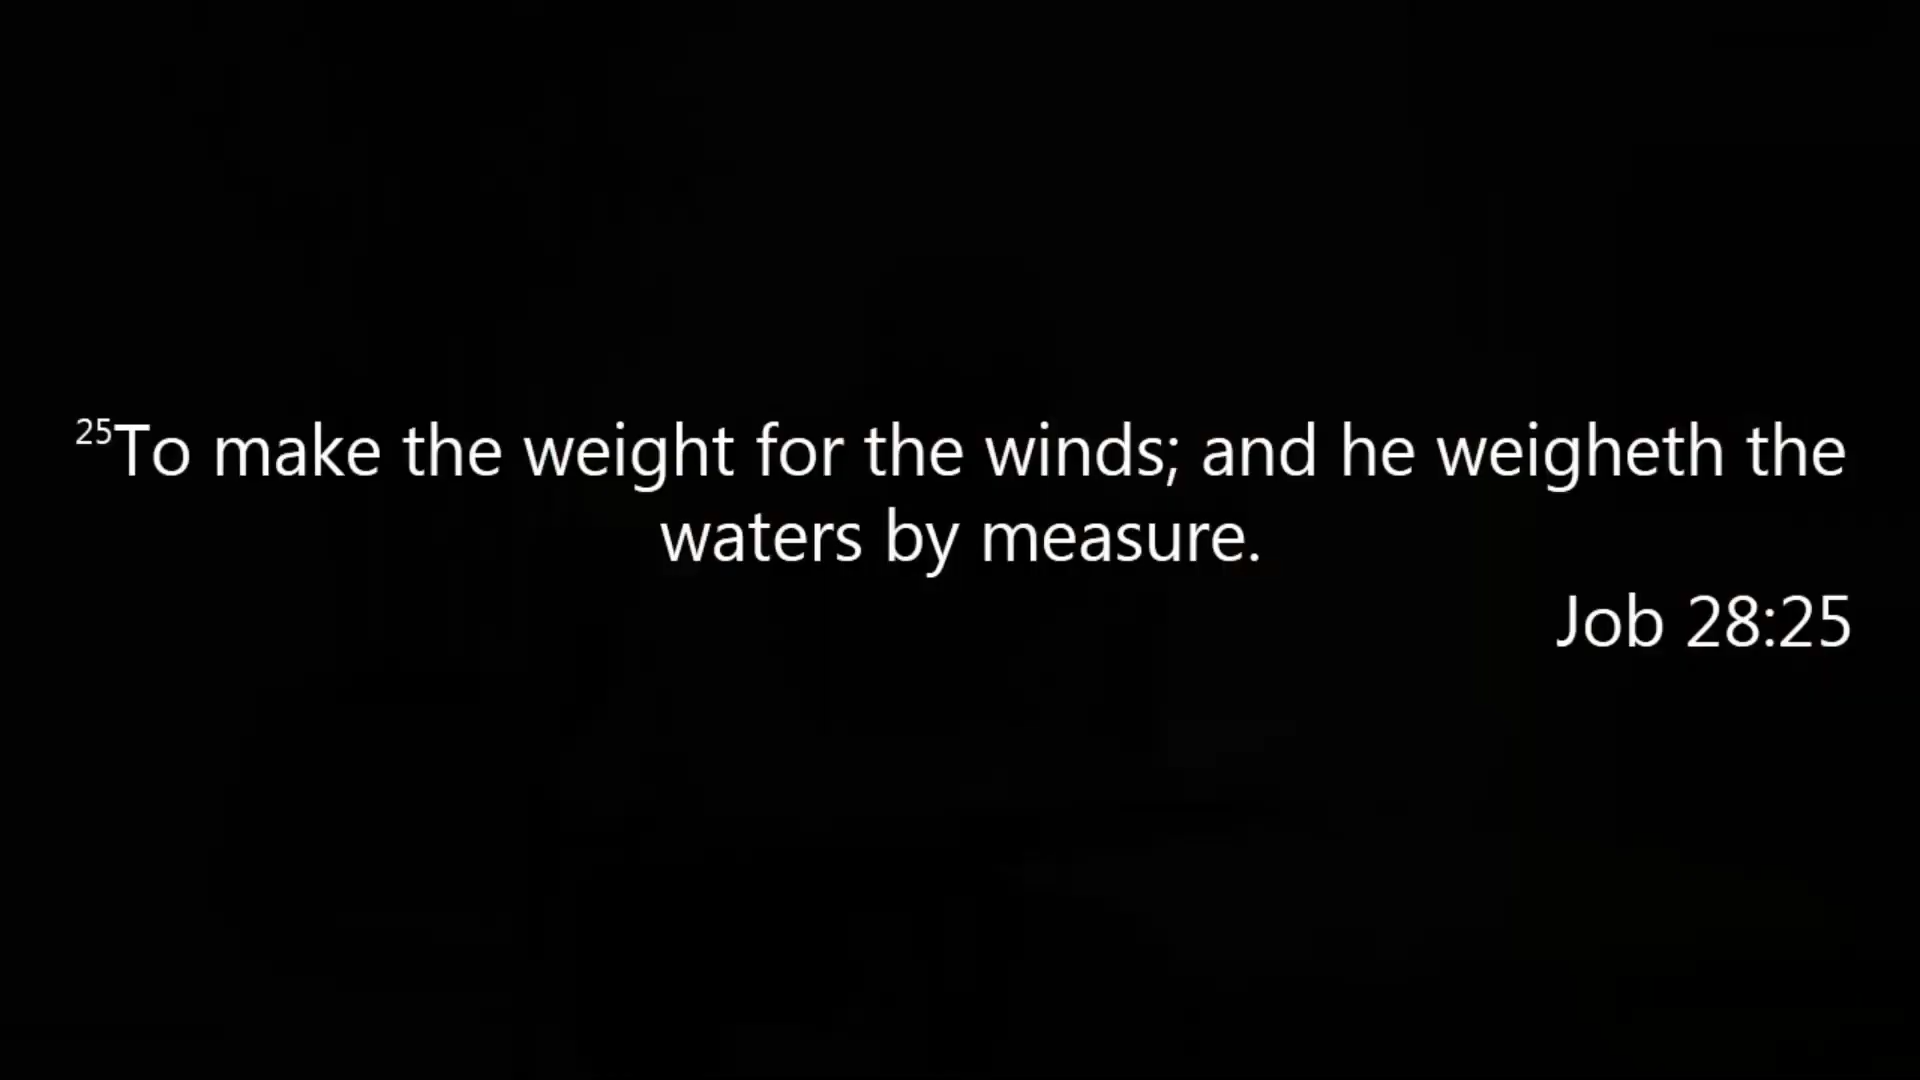 25To make the weight for the winds; and he weigheth the
waters by measure.
Job 28:25